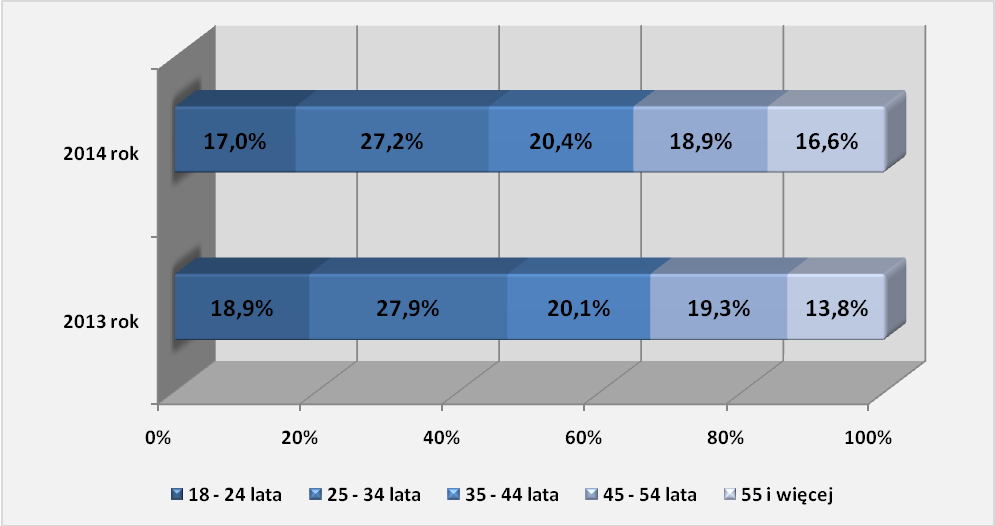 2014 rok
17,0% 27,2% 20,4% 18,9% 16,6%
2013 rok
18,9% 27,9% 20,1% 19,3% 13,8%
0% 20% 40% 60% 80% 100%
18 - 24 lata 25 - 34 lata 35 - 44 lata 45 - 54 lata 55 i więcej